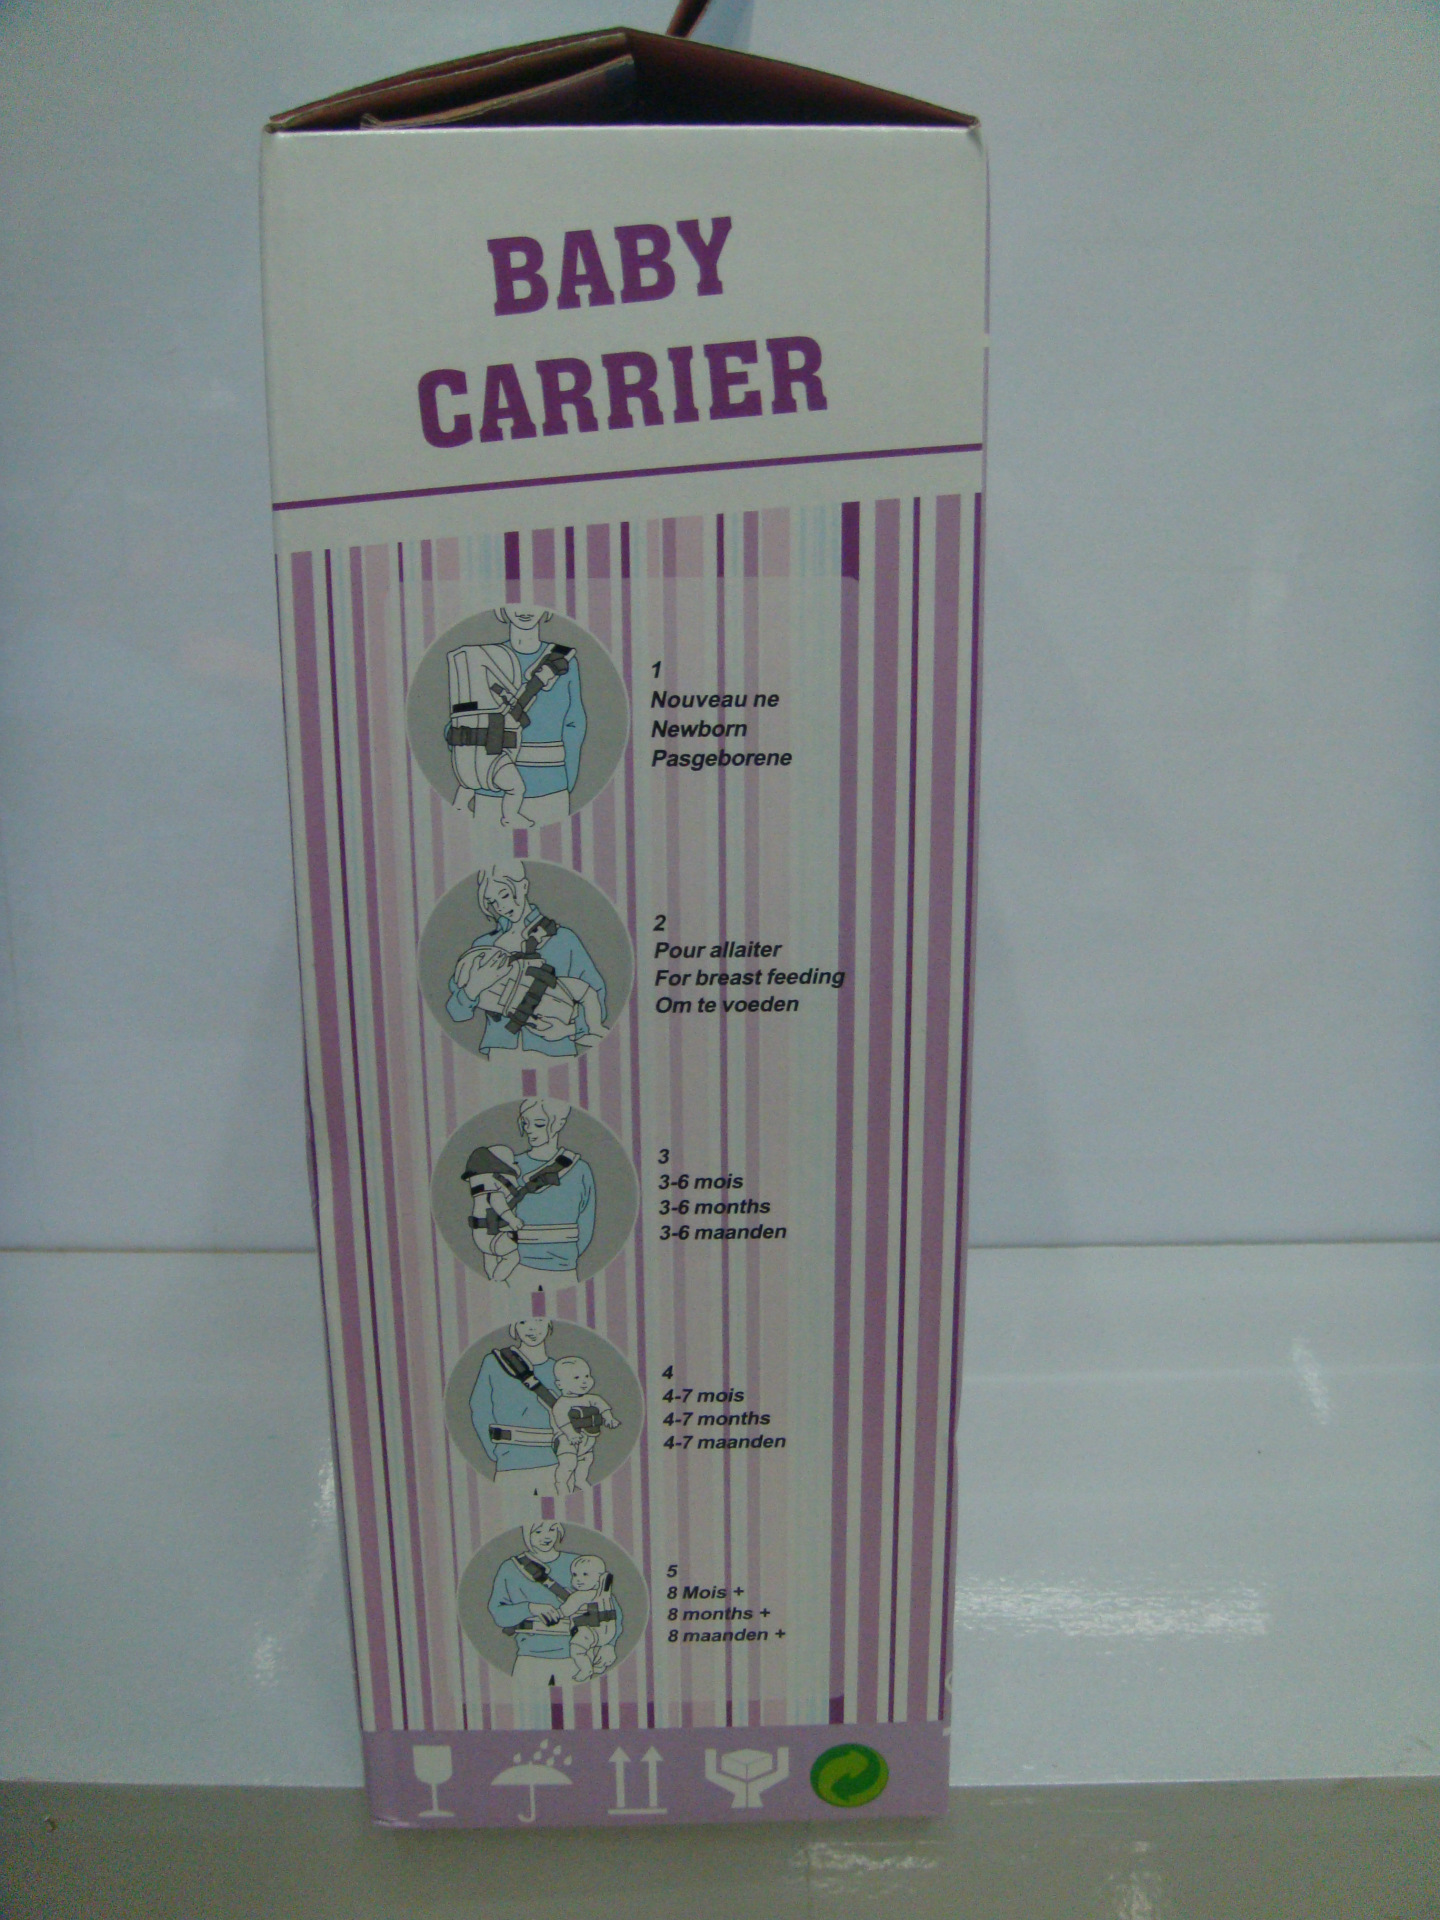 BABY
CARRIER
1
Nouveau ne
Newborn
Pasgeborene
2
Pour allaiter
For breast feeding
Om te voeden
3
3-6 mois
3-6 months
3-6 maanden
4
4-7 mois
4-7 months
4-7 maanden
5
8 Mois +
8 months +
8 maanden +